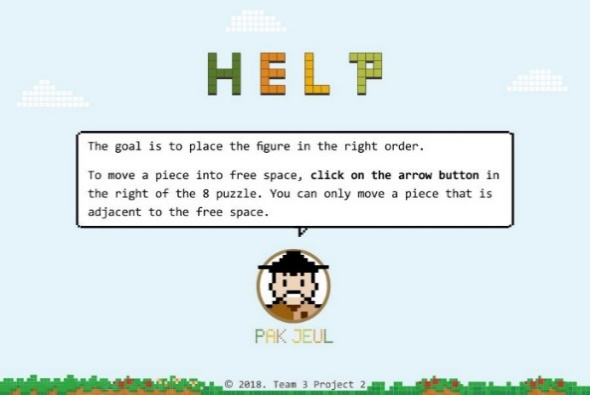 HELP
The goal is to place the figure in the right order.
To move a piece into free space, click on the arrow button in
the right of the 8 puzzle. You can only move a piece that is
adjacent to the free space.
PAK JEUL
© 2018. Team 3 Project 2